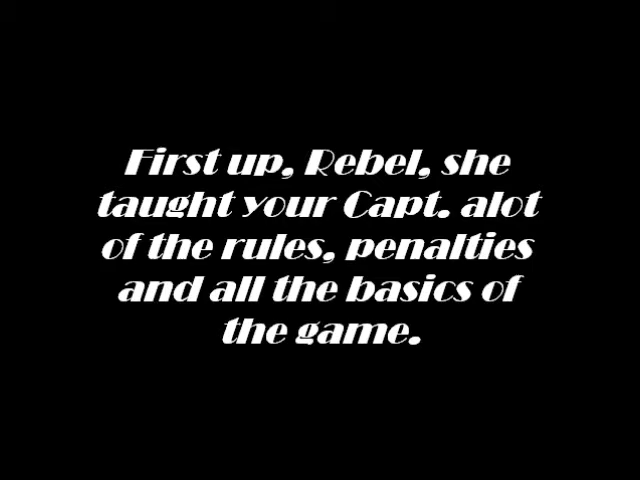 First up, Rebel, she
taught your Capt. alot
of the rules, penalties
and all the basics of
the game.